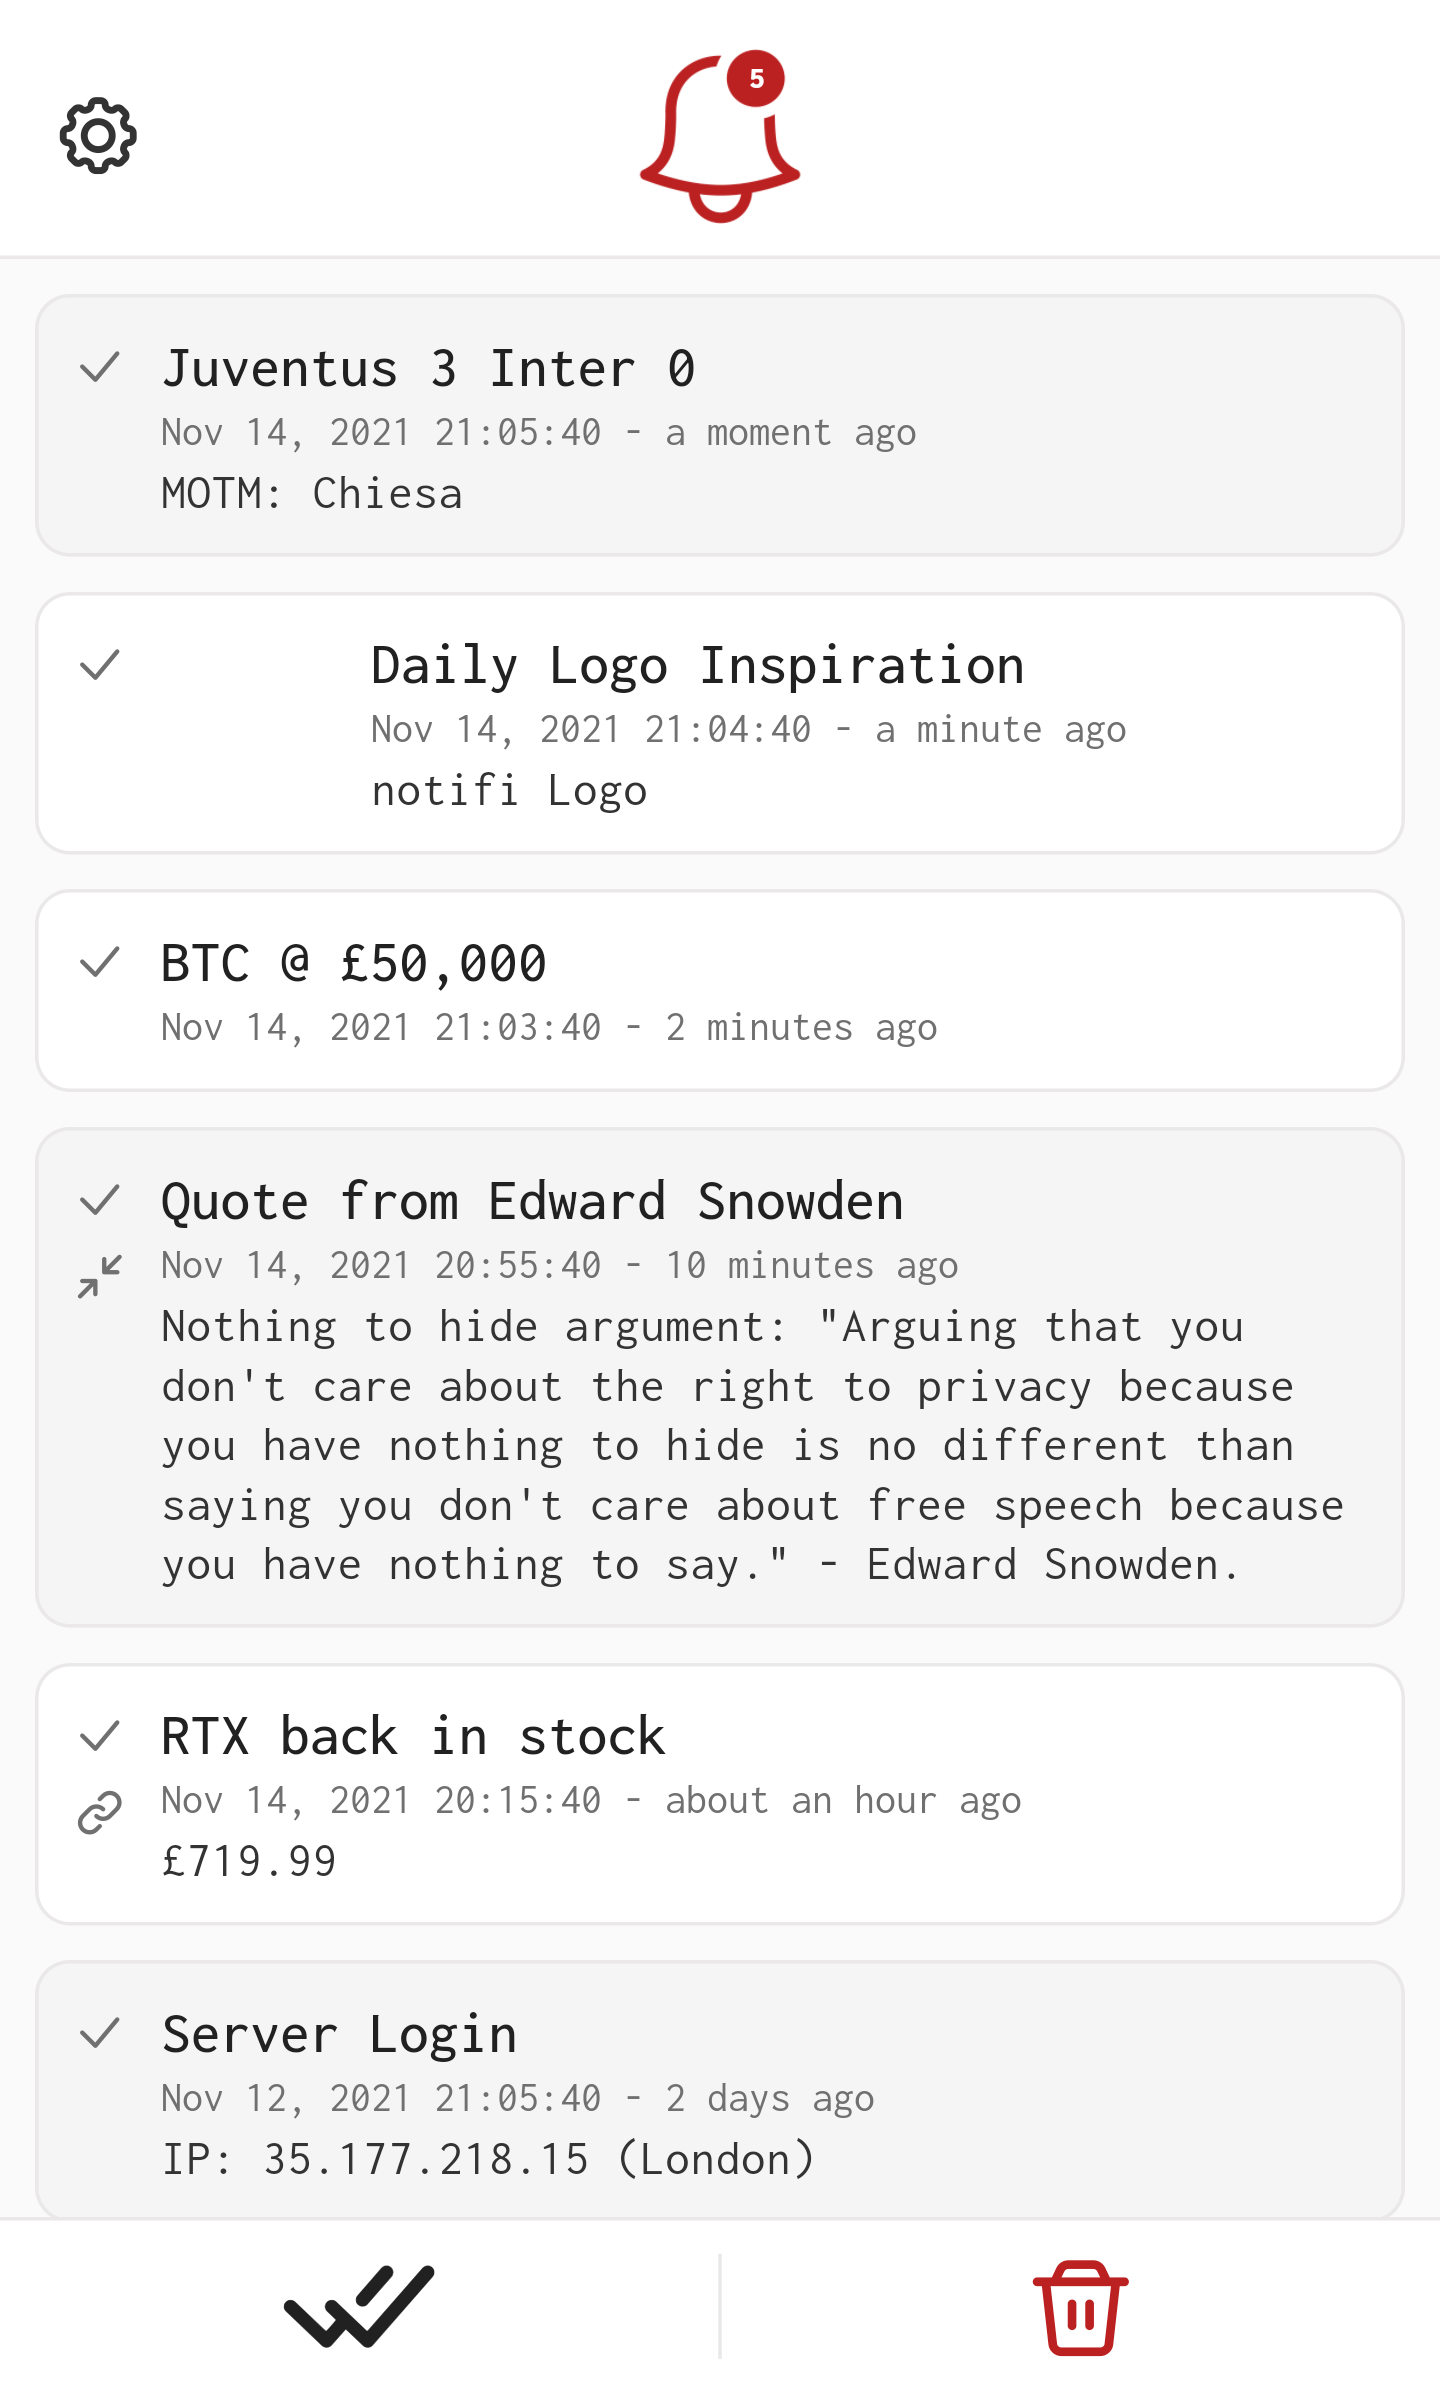 5
Juventus 3 Inter 0
Nov 14, 2021 21:05:40 - a moment ago
MOTM: Chiesa
Daily Logo Inspiration
Nov 14, 2021 21:04:40 - a minute ago
notifi Logo
BTC @ £50,000
Nov 14, 2021 21:03:40 - 2 minutes ago
Quote from Edward Snowden
Nov 14, 2021 20:55:40 - 10 minutes ago
Nothing to hide argument: "Arguing that you
don't care about the right to privacy because
you have nothing to hide is no different than
saying you don't care about free speech because
you have nothing to say." - Edward Snowden.
RTX back in stock
Nov 14, 2021 20:15:40 - about an hour ago
£719.99
Server Login
Nov 12, 2021 21:05:40 - 2 days ago
IP: 35.177.218.15 (London)